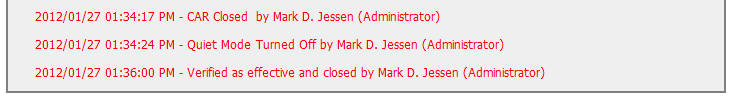 2012/01/27 01:34:17 PM - CAR Closed  by Mark D. Jessen (Administrator)
2012/01/27 01:34:24 PM - Quiet Mode Turned Off by Mark D. Jessen (Administrator)
2012/01/27 01:36:00 PM - Verified as effective and closed by Mark D. Jessen (Administrator)